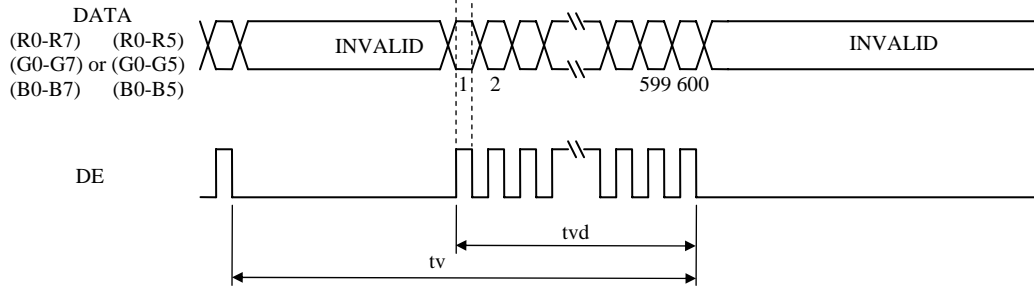 DATA
(R0-R7) (R0-R5)
(G0-G7) or (G0-G5)
(B0-B7) (B0-B5)
INVALID
INVALID
1 2 599 600
DE
tvd
tv